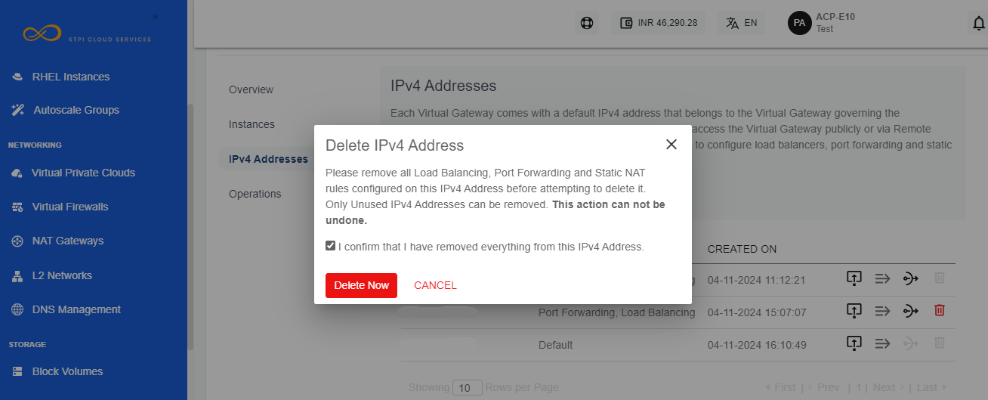 STPI CLOUD SERVICES
INR 46,290.28
EN
PA
ACP-E10
Test
RHEL Instances
Autoscale Groups
NETWORKING
Virtual Private Clouds
Virtual Firewalls
NAT Gateways
L2 Networks
DNS Management
STORAGE
Block Volumes
Overview
Instances
IPv4 Addresses
Operations
IPv4 Addresses
Each Virtual Gateway comes with a default IPv4 address that belongs to the Virtual Gateway governing the
access the Virtual Gateway publicly or via Remote
to configure load balancers, port forwarding and static
Delete IPv4 Address
Please remove all Load Balancing, Port Forwarding and Static NAT
rules configured on this IPv4 Address before attempting to delete it.
Only Unused IPv4 Addresses can be removed. This action can not be
undone.
I confirm that I have removed everything from this IPv4 Address.
Delete Now
CANCEL
CREATED ON
04-11-2024 11:12:21
Port Forwarding, Load Balancing
04-11-2024 15:07:07
Default
04-11-2024 16:10:49
Showing 10 Rows per Page
First | Prev | 1 | Next | Last